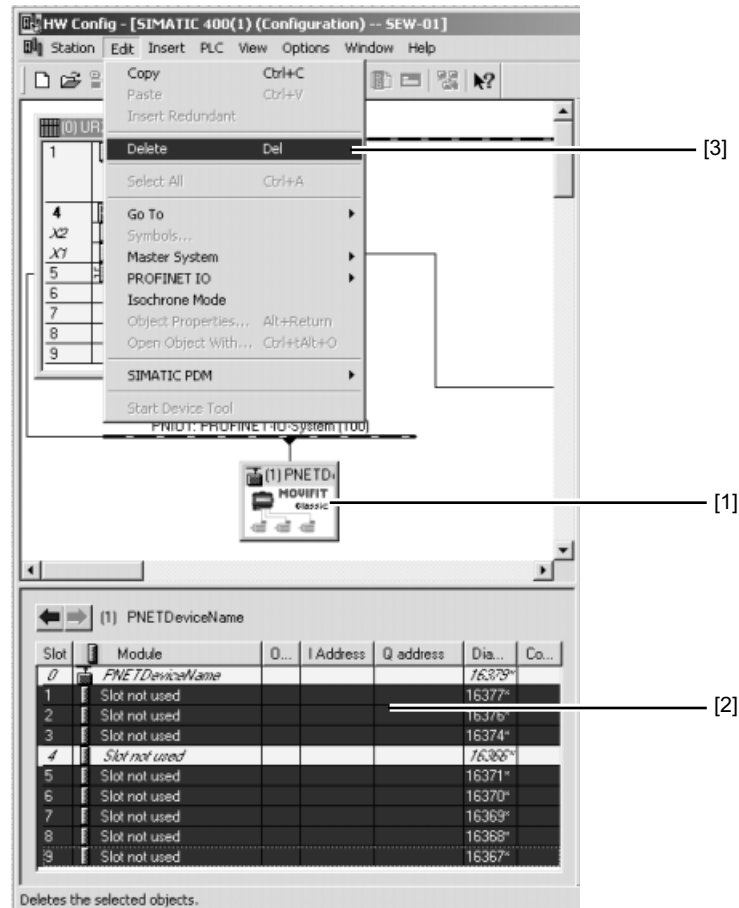 HW Config - [SIMATIC 400(1) (Configuration) -- SEW-01]
Station Edit Insert PLC View Options Window Help
Copy Ctrl+C
Paste Ctrl+V
Insert Redundant
(0) UR
1
Delete Del
[3]
Select All Ctrl+A
4
Go To
X2
Symbols...
X1
Master System
5
PROFINET IO
6
Isochrone Mode
7
Object Properties... Alt+Return
8
Open Object With... Ctrl+tAlt+O
9
SIMATIC PDM
Start Device Tool
PNIO1: PROFINET-IO-System (100)
(1) PNETD
MOVIFIT
Classic
[1]
(1) PNETDeviceName
Slot Module O... I Address Q address Dia... Co...
0 PNETDeviceName 16379*
1 Slot not used 16377*
[2]
2 Slot not used 16376*
3 Slot not used 16374*
4 Slot not used 16366*
5 Slot not used 16371*
6 Slot not used 16370*
7 Slot not used 16369*
8 Slot not used 16368*
9 Slot not used 16367*
Deletes the selected objects.